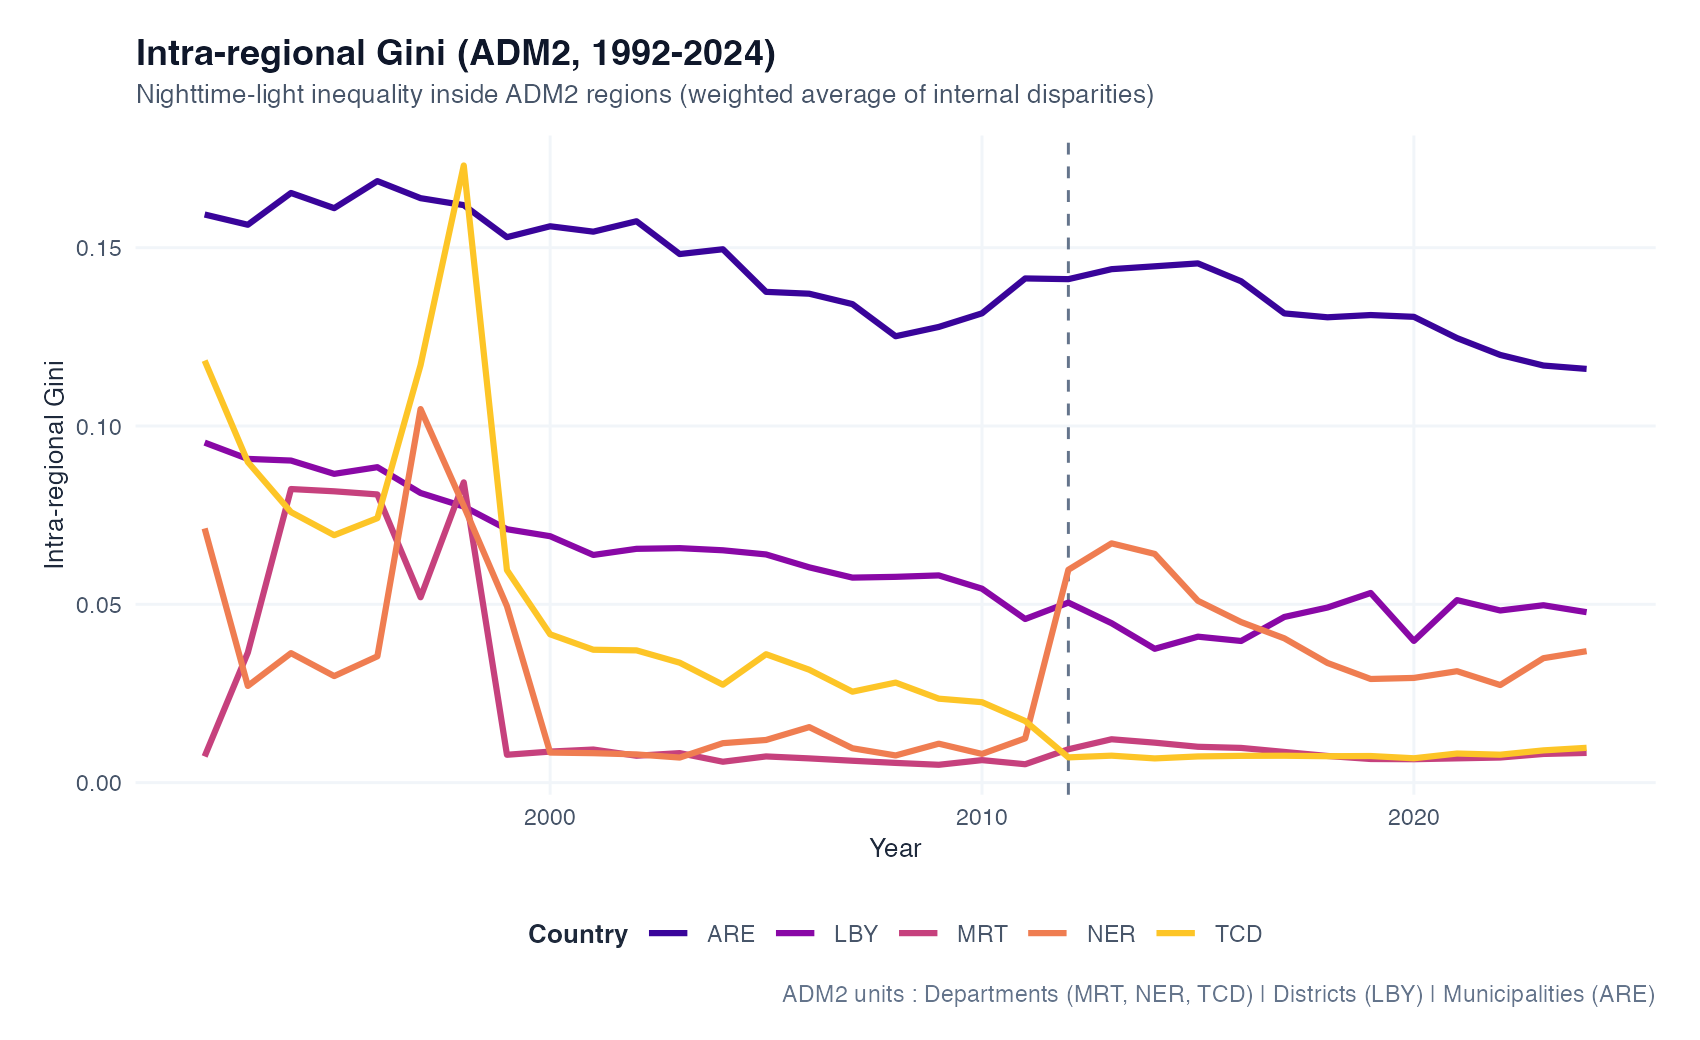 Intra-regional Gini (ADM2, 1992-2024)
Nighttime-light inequality inside ADM2 regions (weighted average of internal disparities)
Intra-regional Gini
0.15
0.10
0.05
0.00
2000 2010 2020
Year
Country ARE LBY MRT NER TCD
ADM2 units : Departments (MRT, NER, TCD) | Districts (LBY) | Municipalities (ARE)